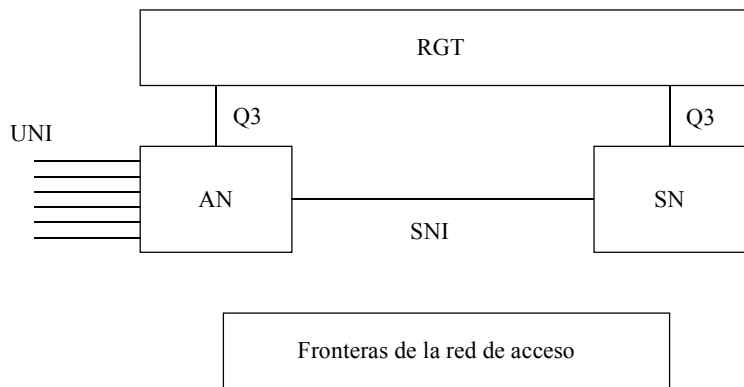 RGT
Q3
Q3
UNI
AN
SN
SNI
Fronteras de la red de acceso